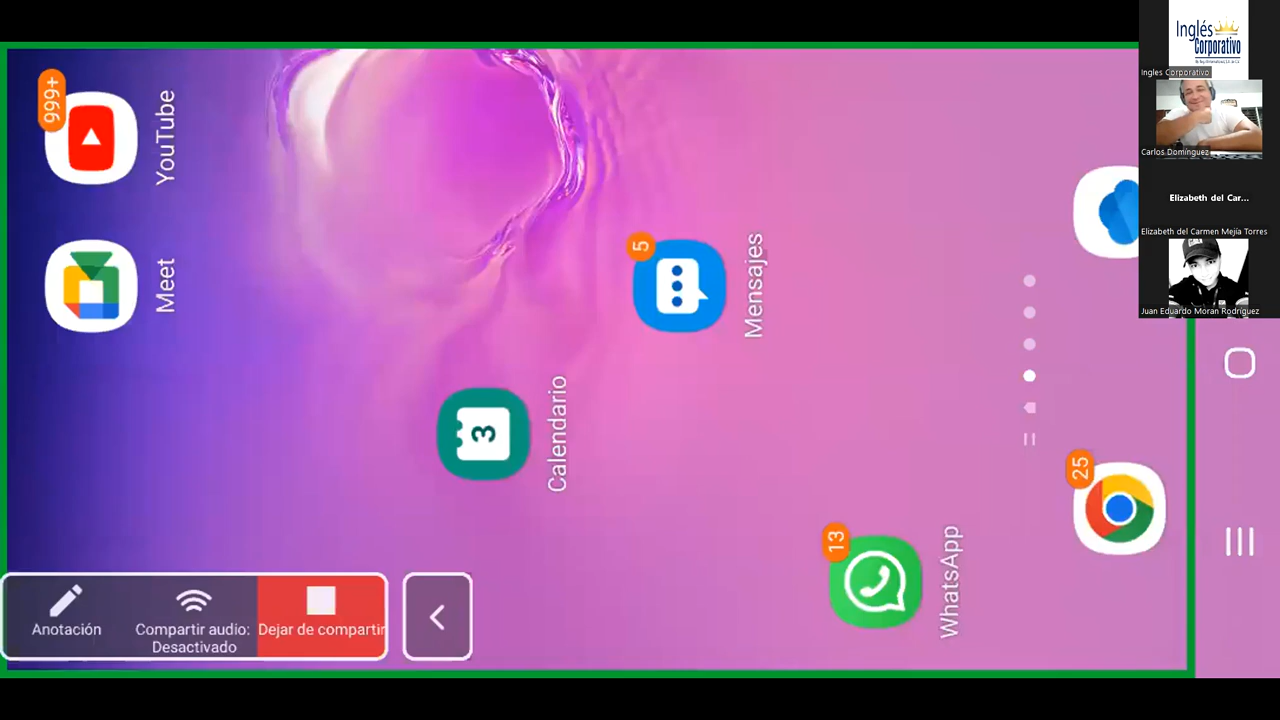 999+
YouTube
Meet
5
Mensajes
3
Calendario
25
13
WhatsApp
Anotación
Compartir audio:
Desactivado
Dejar de compartir
Inglés
Corporativo
Ingles Corporativo
Carlos Domínguez
Elizabeth del Car...
Elizabeth del Carmen Mejía Torres
Juan Eduardo Moran Rodriguez